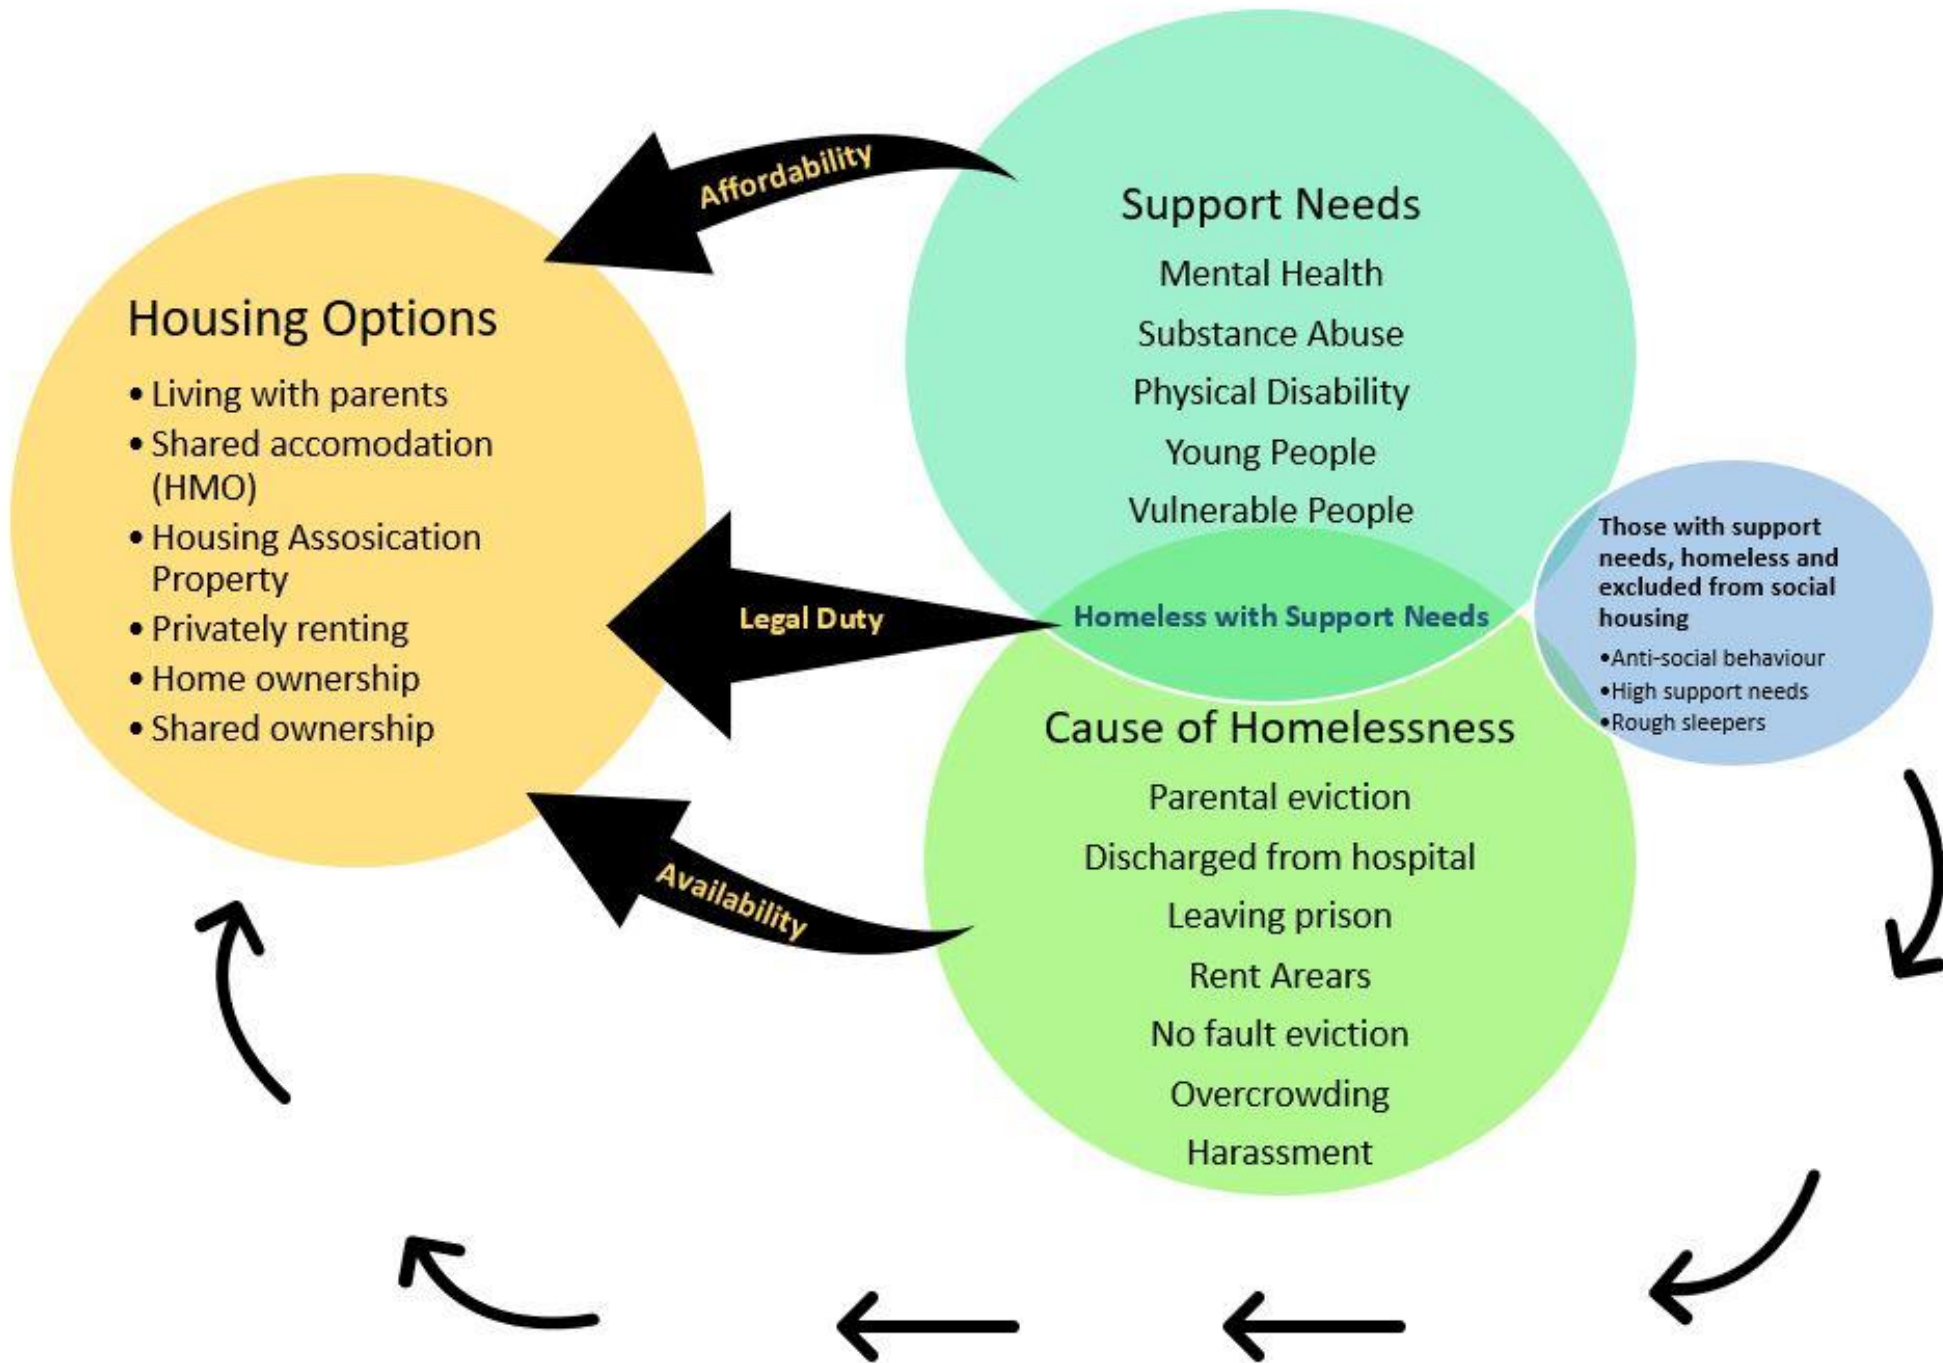 Housing Options
• Living with parents
• Shared accomodation
(HMO)
• Housing Assosication
Property
• Privately renting
• Home ownership
• Shared ownership
Affordability
Legal Duty
Availability
Support Needs
Mental Health
Substance Abuse
Physical Disability
Young People
Vulnerable People
Homeless with Support Needs
Cause of Homelessness
Parental eviction
Discharged from hospital
Leaving prison
Rent Arears
No fault eviction
Overcrowding
Harassment
Those with support
needs, homeless and
excluded from social
housing
•Anti-social behaviour
•High support needs
•Rough sleepers